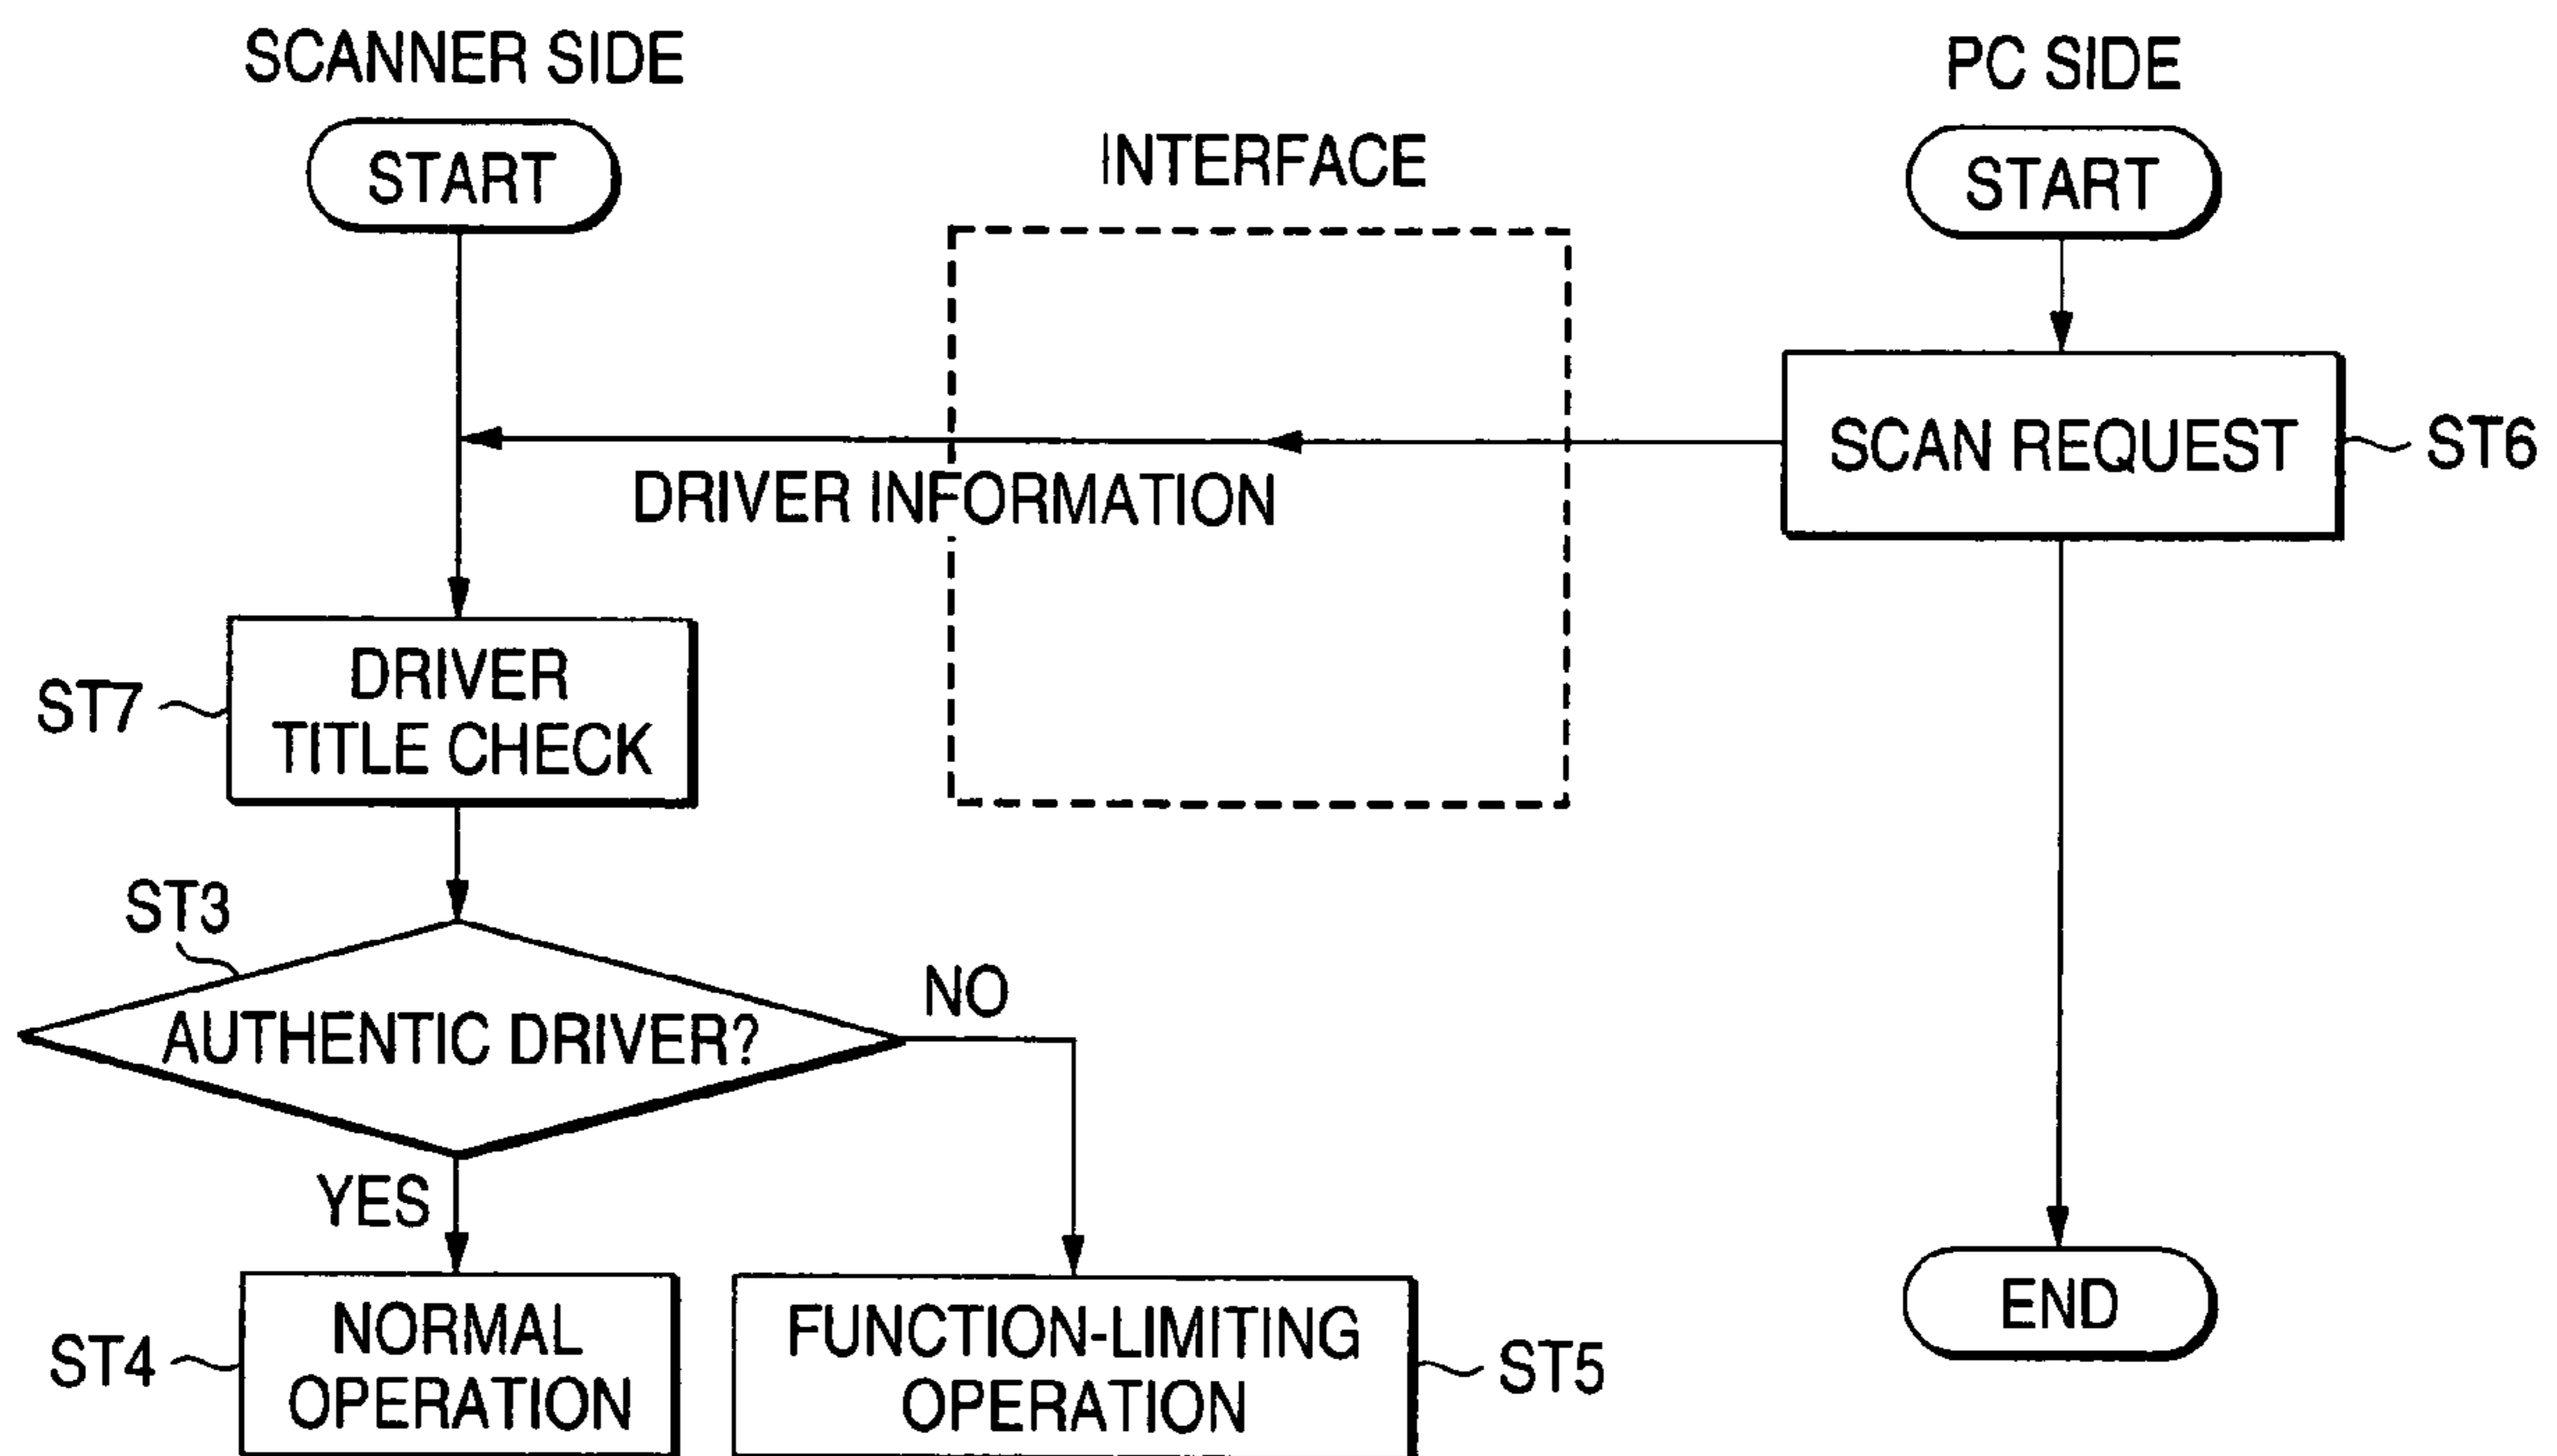 SCANNER SIDE
PC SIDE
START
INTERFACE
START
SCAN REQUEST
ST6
DRIVER INFORMATION
ST7
DRIVER
TITLE CHECK
ST3
AUTHENTIC DRIVER?
NO
YES
ST4
NORMAL
OPERATION
FUNCTION-LIMITING
OPERATION
ST5
END